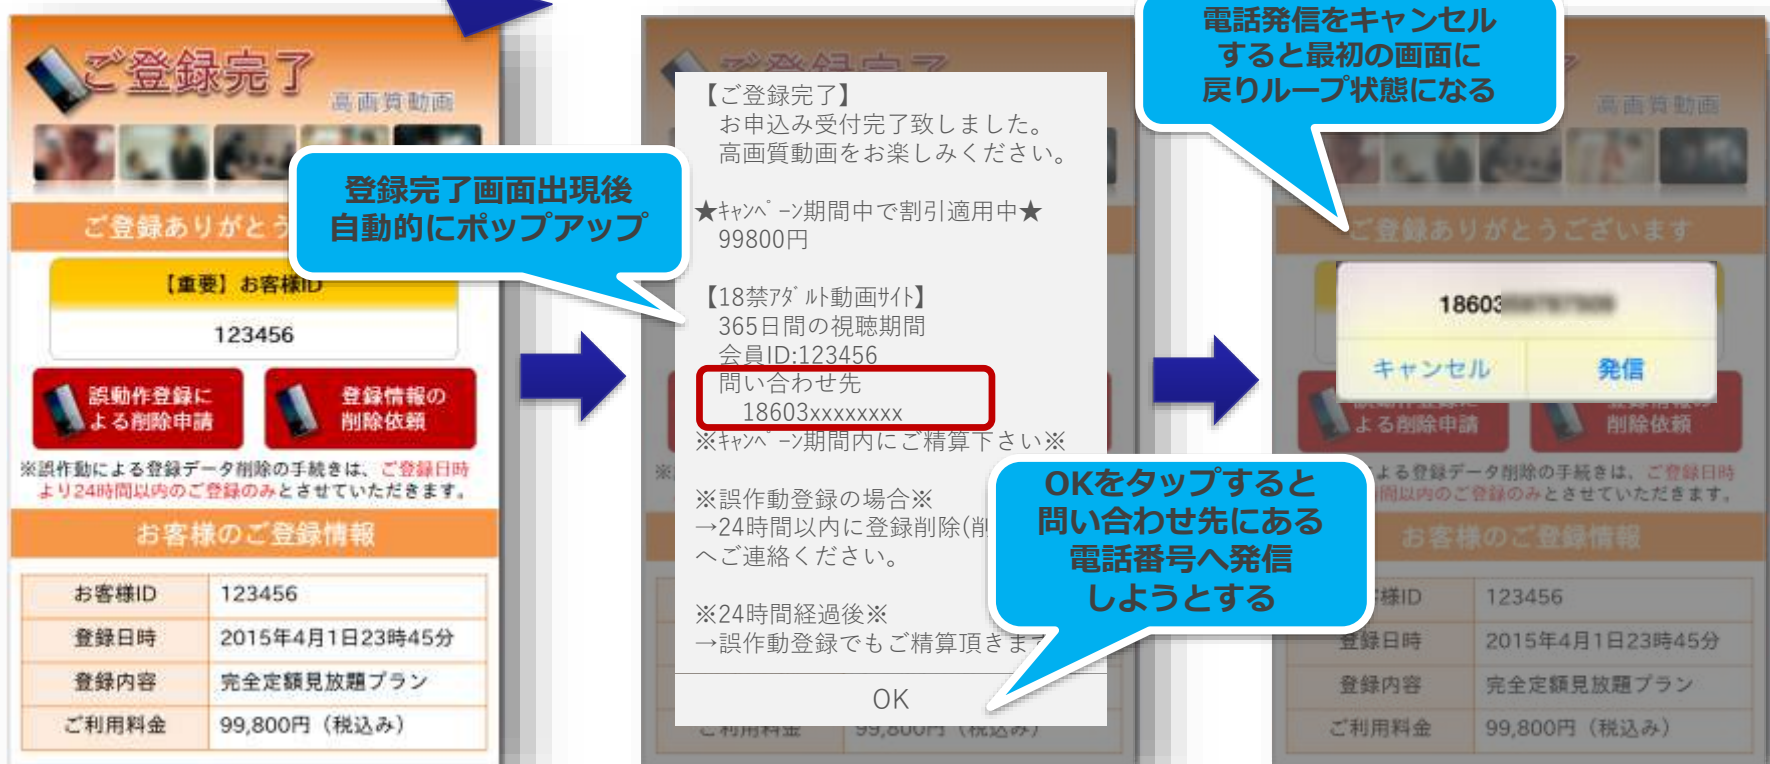 ご登録完了
高画質動画
ご登録ありがとう
【重要】お客様ID
123456
誤動作登録に
よる削除申請
登録情報の
削除依頼
※誤作動による登録データ削除の手続きは、ご登録日時
より24時間以内のご登録のみとさせていただきます。
お客様のご登録情報
お客様ID 123456
登録日時 2015年4月1日23時45分
登録内容 完全定額見放題プラン
ご利用料金 99,800円（税込み）
登録完了画面出現後
自動的にポップアップ
【ご登録完了】
お申込み受付完了致しました。
高画質動画をお楽しみください。
★ｷｬﾝﾍﾟｰﾝ期間中で割引適用中★
99800円
【18禁ｱﾀﾞﾙﾄ動画ｻｲﾄ】
365日間の視聴期間
会員ID:123456
問い合わせ先
18603xxxxxxxx
※ｷｬﾝﾍﾟｰﾝ期間内にご精算下さい※
※誤作動登録の場合※
→24時間以内に登録削除(削
へご連絡ください。
※24時間経過後※
→誤作動登録でもご精算頂きます
OK
ご利用料金 99,800円（税込み）
OKをタップすると
問い合わせ先にある
電話番号へ発信
しようとする
電話発信をキャンセル
すると最初の画面に
戻りループ状態になる
高画質動画
ご登録ありがとうございます
18603
キャンセル 発信
よる削除申請
削除依頼
よる登録データ削除の手続きは、ご登録日時
間以内のご登録のみとさせていただきます。
お客様のご登録情報
様ID 123456
登録日時 2015年4月1日23時45分
登録内容 完全定額見放題プラン
ご利用料金 99,800円（税込み）